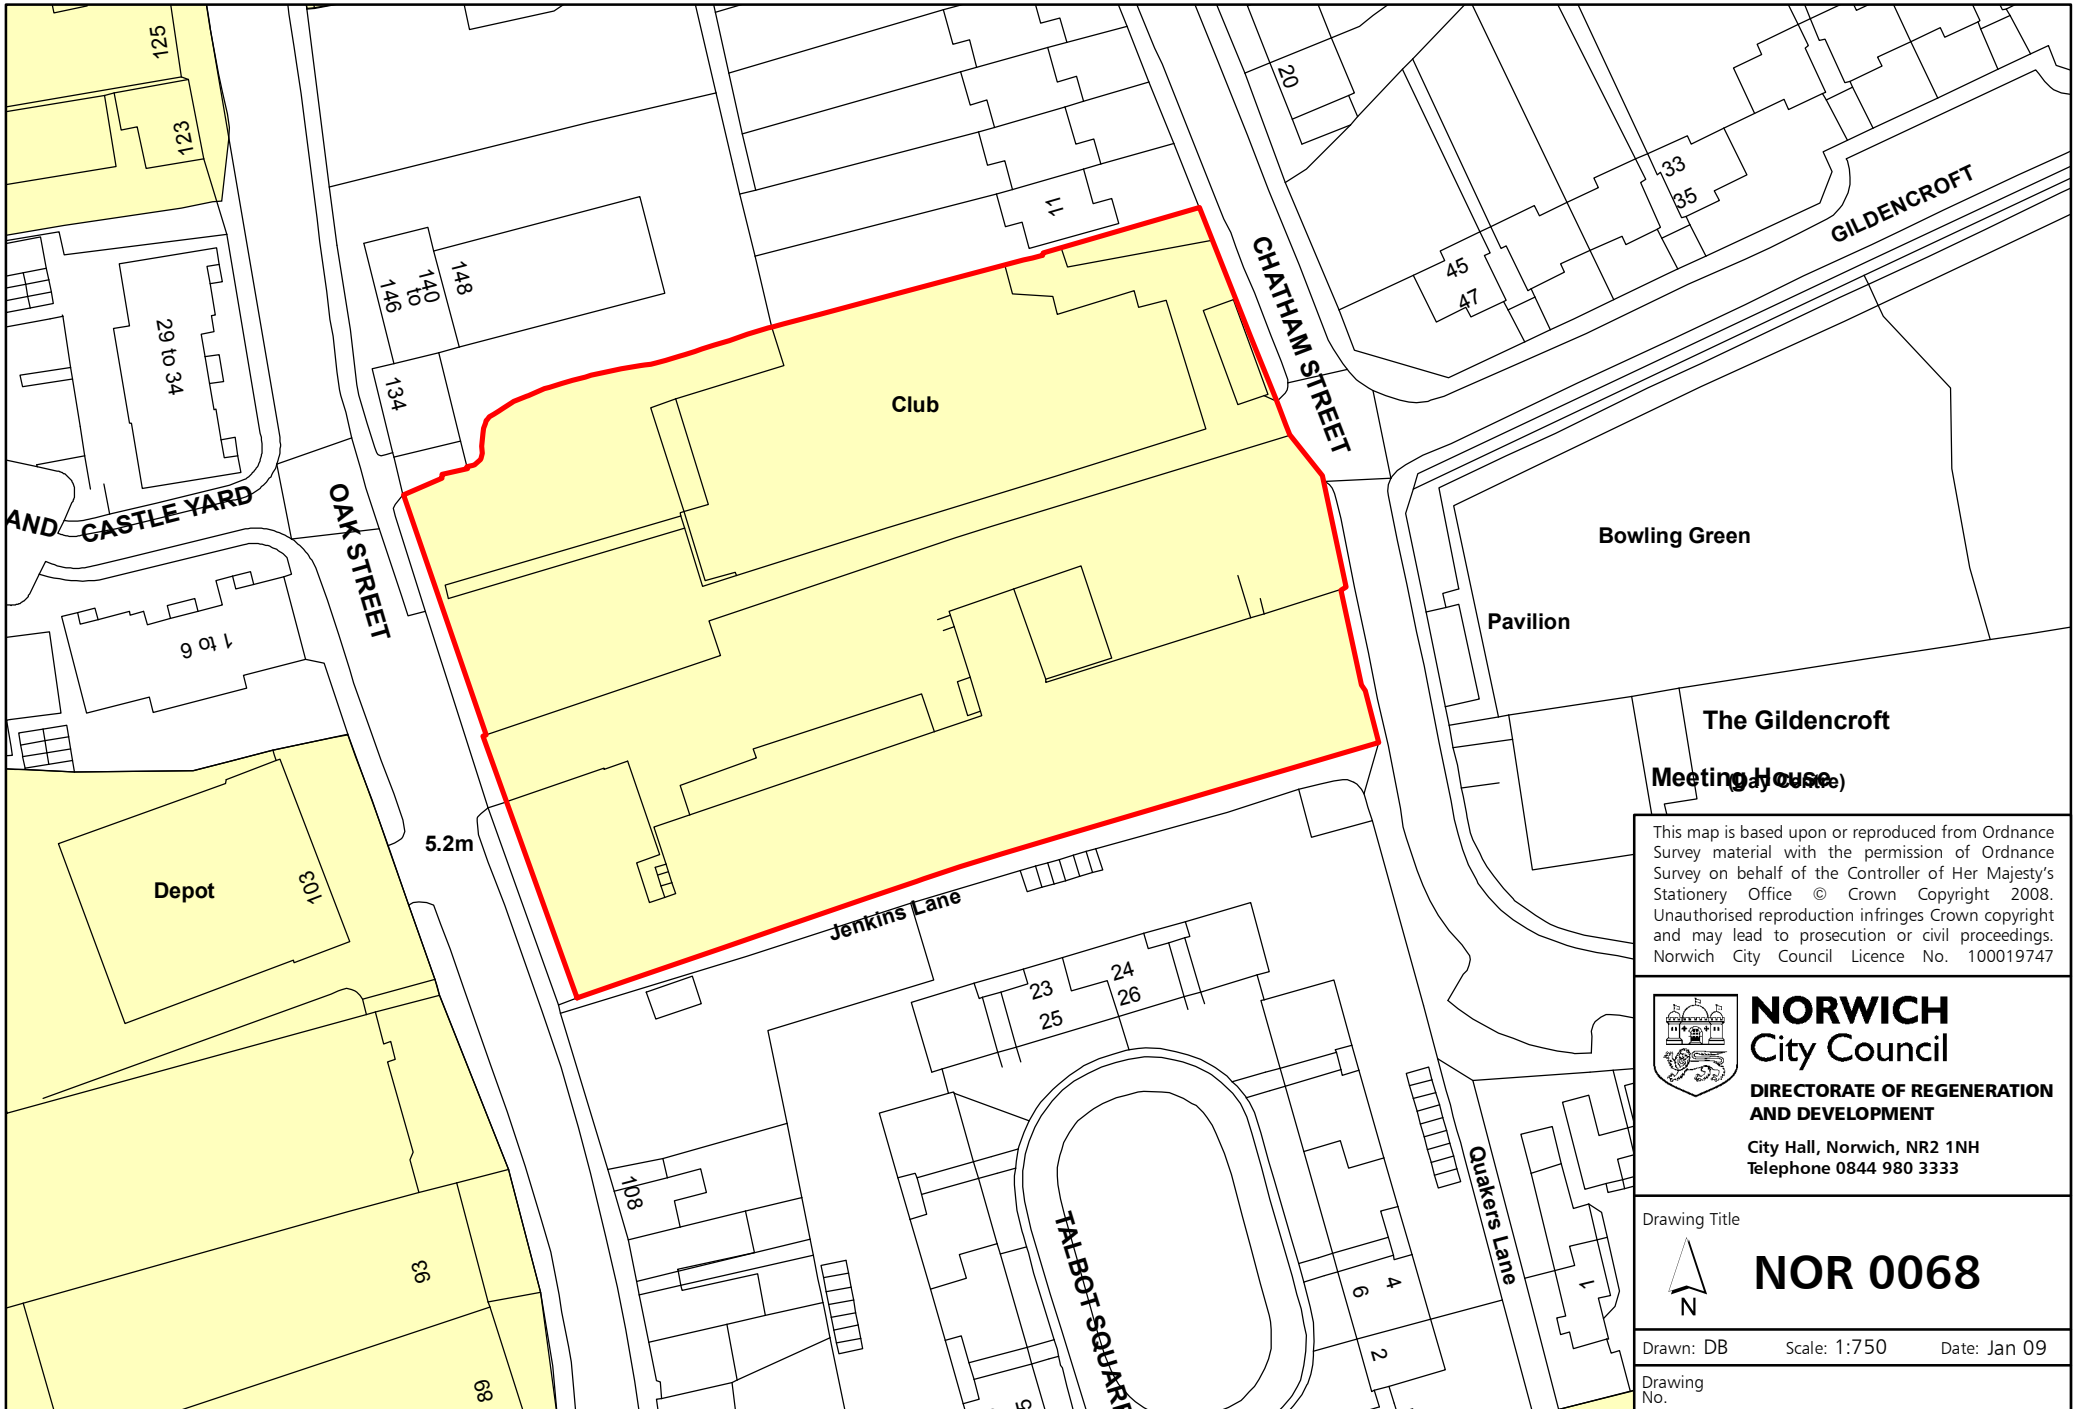 125
123
20
33
35
GILDENCROFT
11
45
47
CHATHAM STREET
148
140
to
146
29 to 34
134
Club
AND CASTLE YARD
OAK STREET
Bowling Green
Pavilion
1 to 6
The Gildencroft
Meeting House
(Day Centre)
5.2m
Depot
103
Jenkins Lane
23
24
25
26
108
93
89
TALBOT SQUARE
Quakers Lane
4
6
2
1
This map is based upon or reproduced from Ordnance
Survey material with the permission of Ordnance
Survey on behalf of the Controller of Her Majesty's
Stationery Office © Crown Copyright 2008.
Unauthorised reproduction infringes Crown copyright
and may lead to prosecution or civil proceedings.
Norwich City Council Licence No. 100019747
NORWICH
City Council
DIRECTORATE OF REGENERATION
AND DEVELOPMENT
City Hall, Norwich, NR2 1NH
Telephone 0844 980 3333
Drawing Title
N
NOR 0068
Drawn: DB Scale: 1:750 Date: Jan 09
Drawing
No.